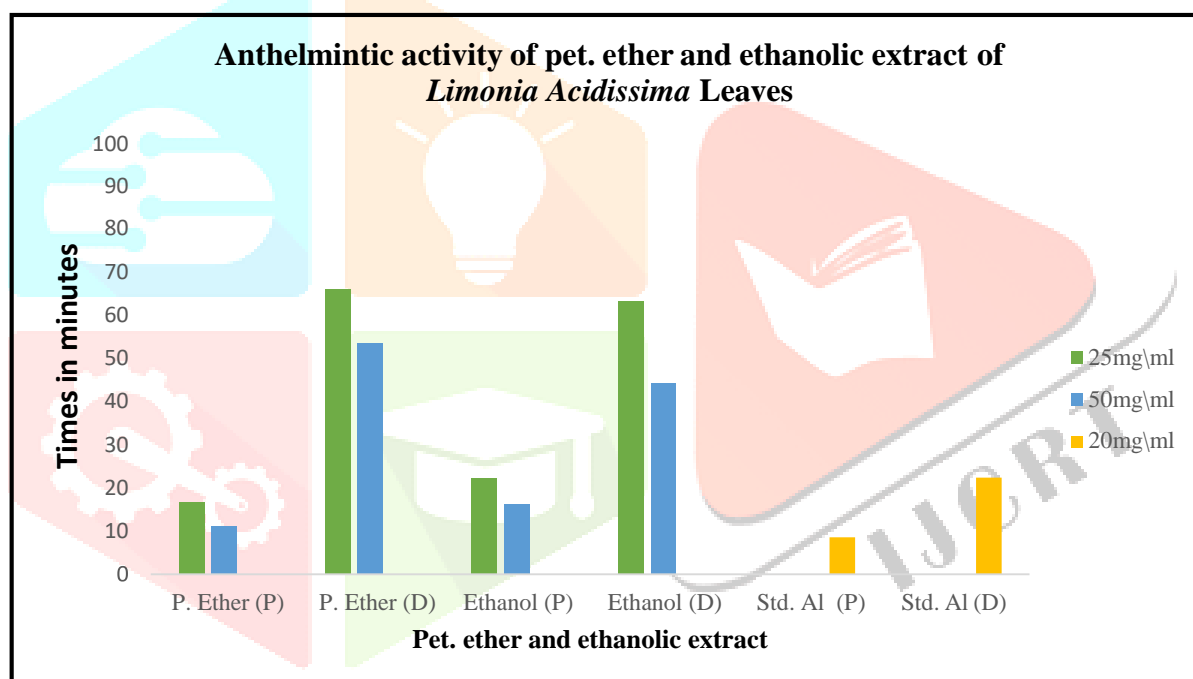 Anthelmintic activity of pet. ether and ethanolic extract of
Limonia Acidissima Leaves
Times in minutes
100
90
80
70
60
50
40
30
20
10
0
P. Ether (P) P. Ether (D) Ethanol (P) Ethanol (D) Std. Al (P) Std. Al (D)
Pet. ether and ethanolic extract
25mg\ml
50mg\ml
20mg\ml
IJCRT